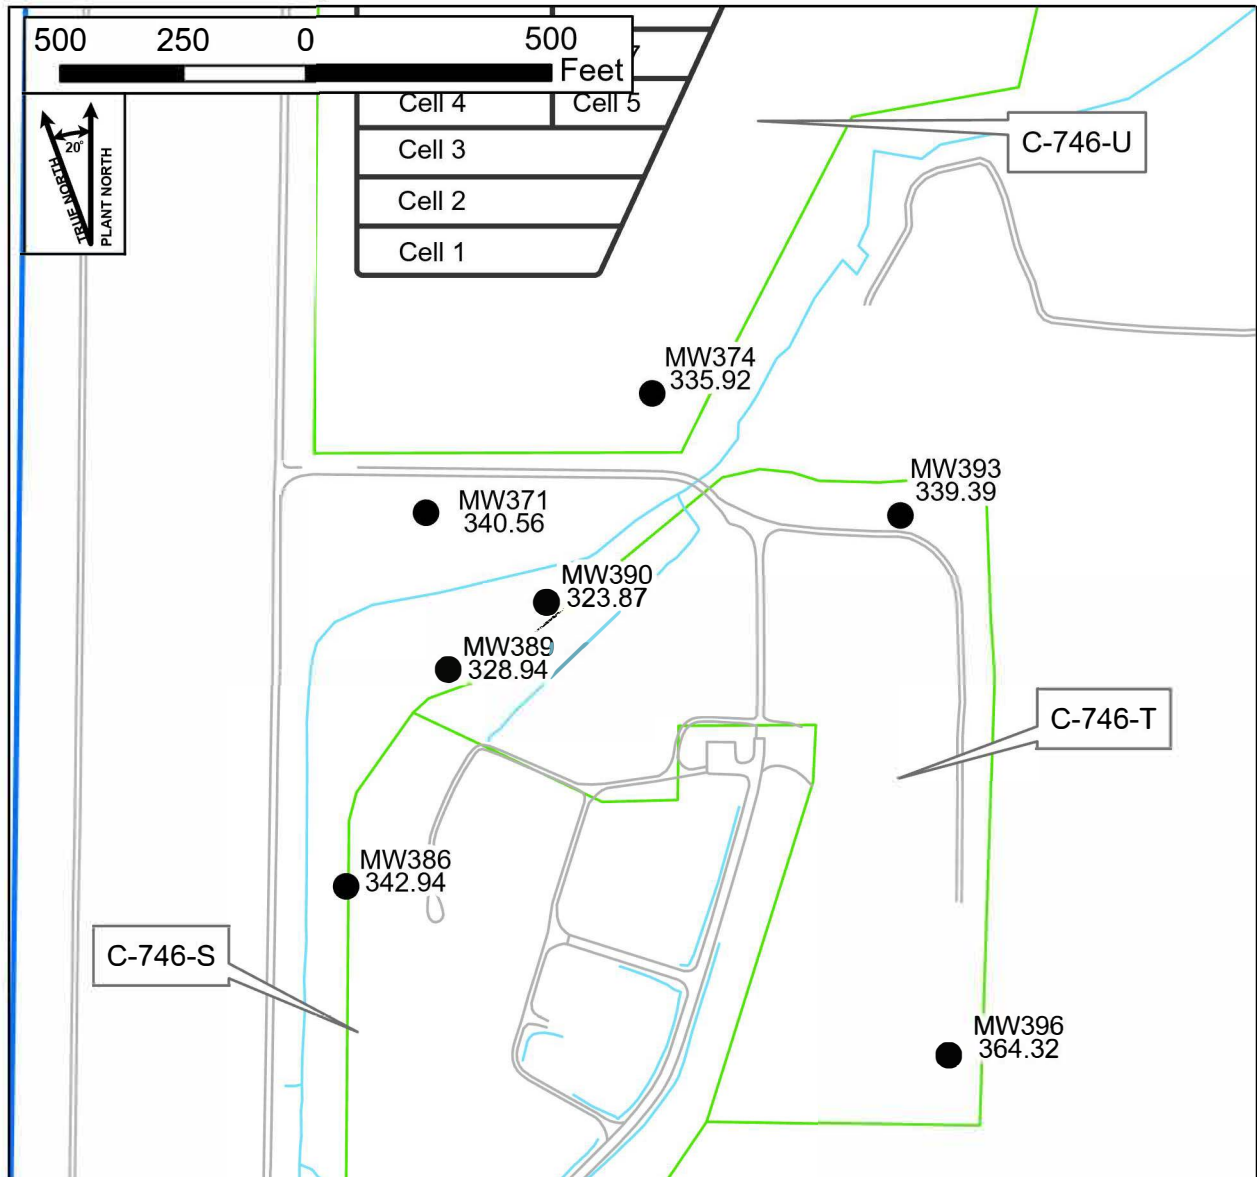 500 250 0 500
Feet
7
Cell 4
Cell 5
Cell 3
Cell 2
Cell 1
20°
TRUE NORTH
PLANT NORTH
C-746-U
MW374
335.92
MW393
339.39
MW371
340.56
MW390
323.87
MW389
328.94
C-746-T
MW386
342.94
C-746-S
MW396
364.32